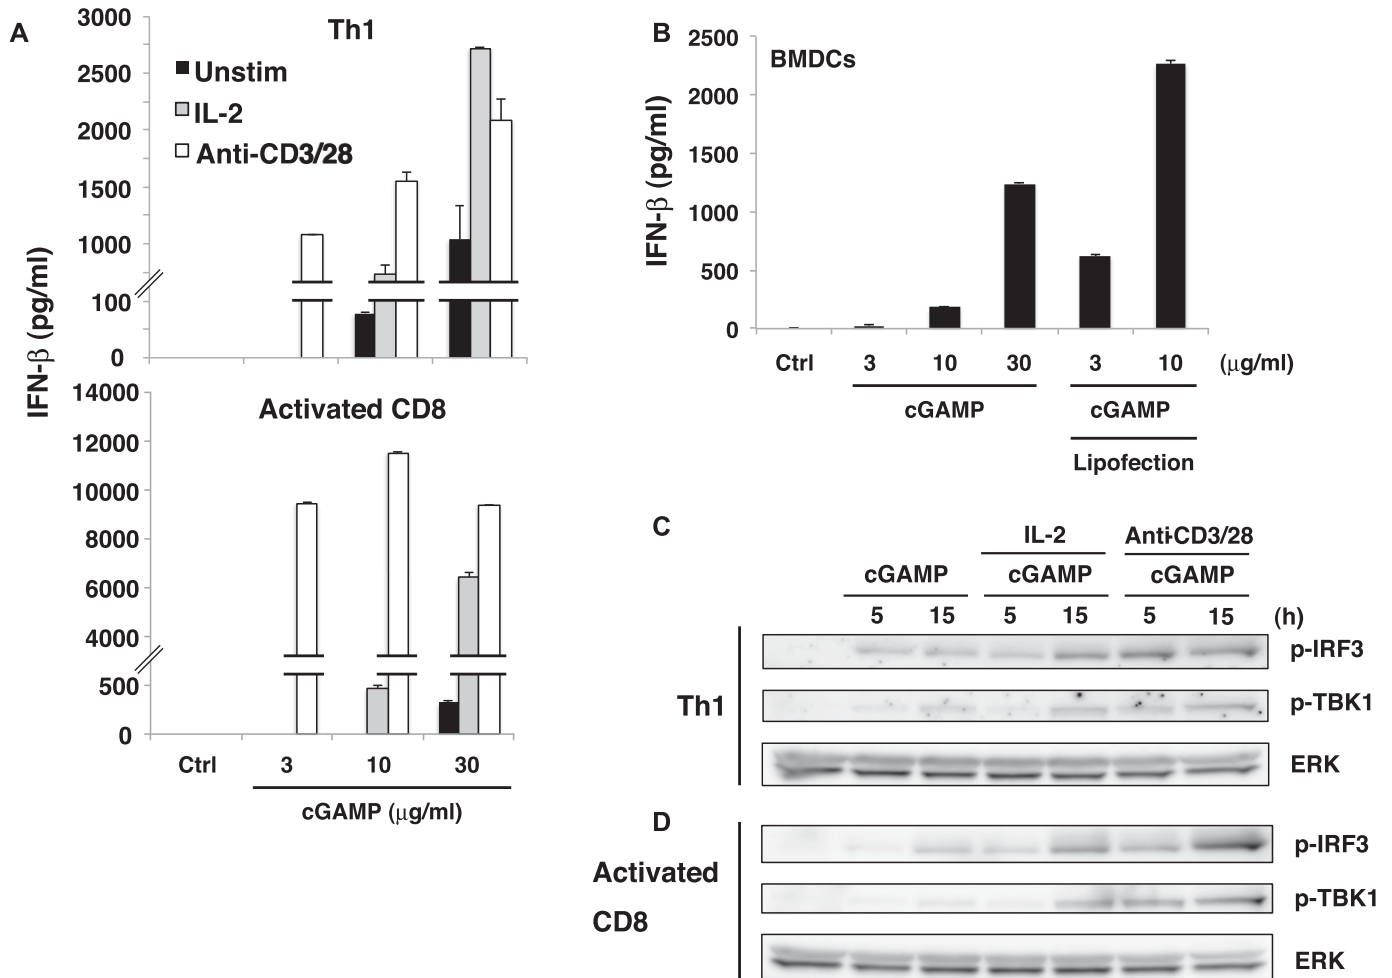 A
Th1
Unstim
IL-2
Anti-CD3/28
3000
2500
2000
1500
1000
100
0
IFN-β (pg/ml)
Activated CD8
14000
12000
10000
8000
6000
4000
500
0
Ctrl 3 10 30
cGAMP (μg/ml)
B
BMDCs
IFN-β (pg/ml)
2500
2000
1500
1000
500
0
Ctrl 3 10 30 3 10 (μg/ml)
cGAMP cGAMP
Lipofection
C
IL-2 Anti-CD3/28
cGAMP cGAMP cGAMP
5 15 5 15 5 15 (h)
Th1
p-IRF3
p-TBK1
ERK
D
Activated
CD8
p-IRF3
p-TBK1
ERK